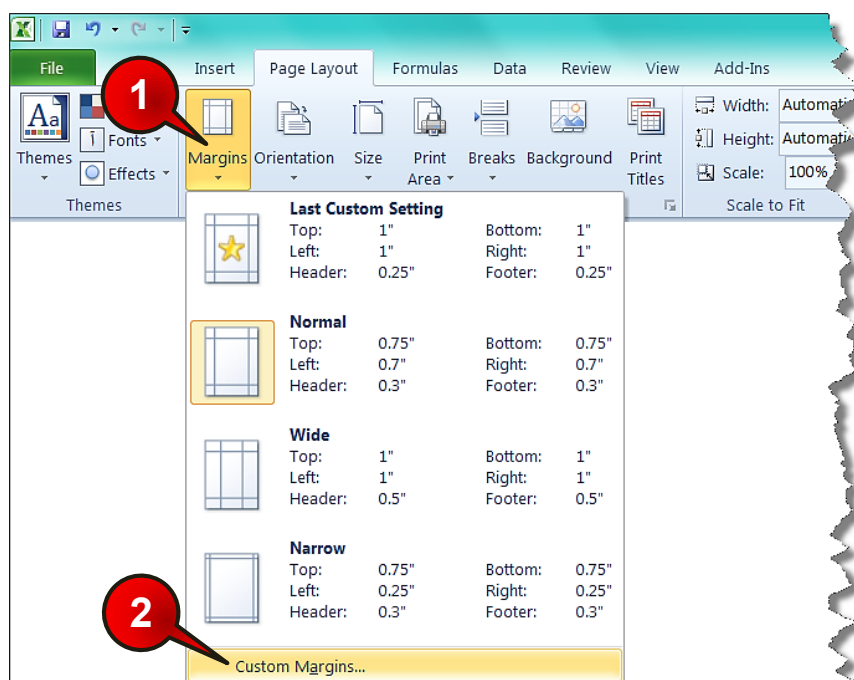 File Insert Page Layout Formulas Data Review View Add-Ins
1
Aa
Themes
Fonts
Effects
Themes
Margins
Orientation
Size
Print
Area
Breaks
Background
Print
Titles
Width:
Height:
Scale: 100%
Scale to Fit
Last Custom Setting
Top: 1" Bottom: 1"
Left: 1" Right: 1"
Header: 0.25" Footer: 0.25"
Normal
Top: 0.75" Bottom: 0.75"
Left: 0.7" Right: 0.7"
Header: 0.3" Footer: 0.3"
Wide
Top: 1" Bottom: 1"
Left: 1" Right: 1"
Header: 0.5" Footer: 0.5"
Narrow
Top: 0.75" Bottom: 0.75"
Left: 0.25" Right: 0.25"
Header: 0.3" Footer: 0.3"
2
Custom Margins...